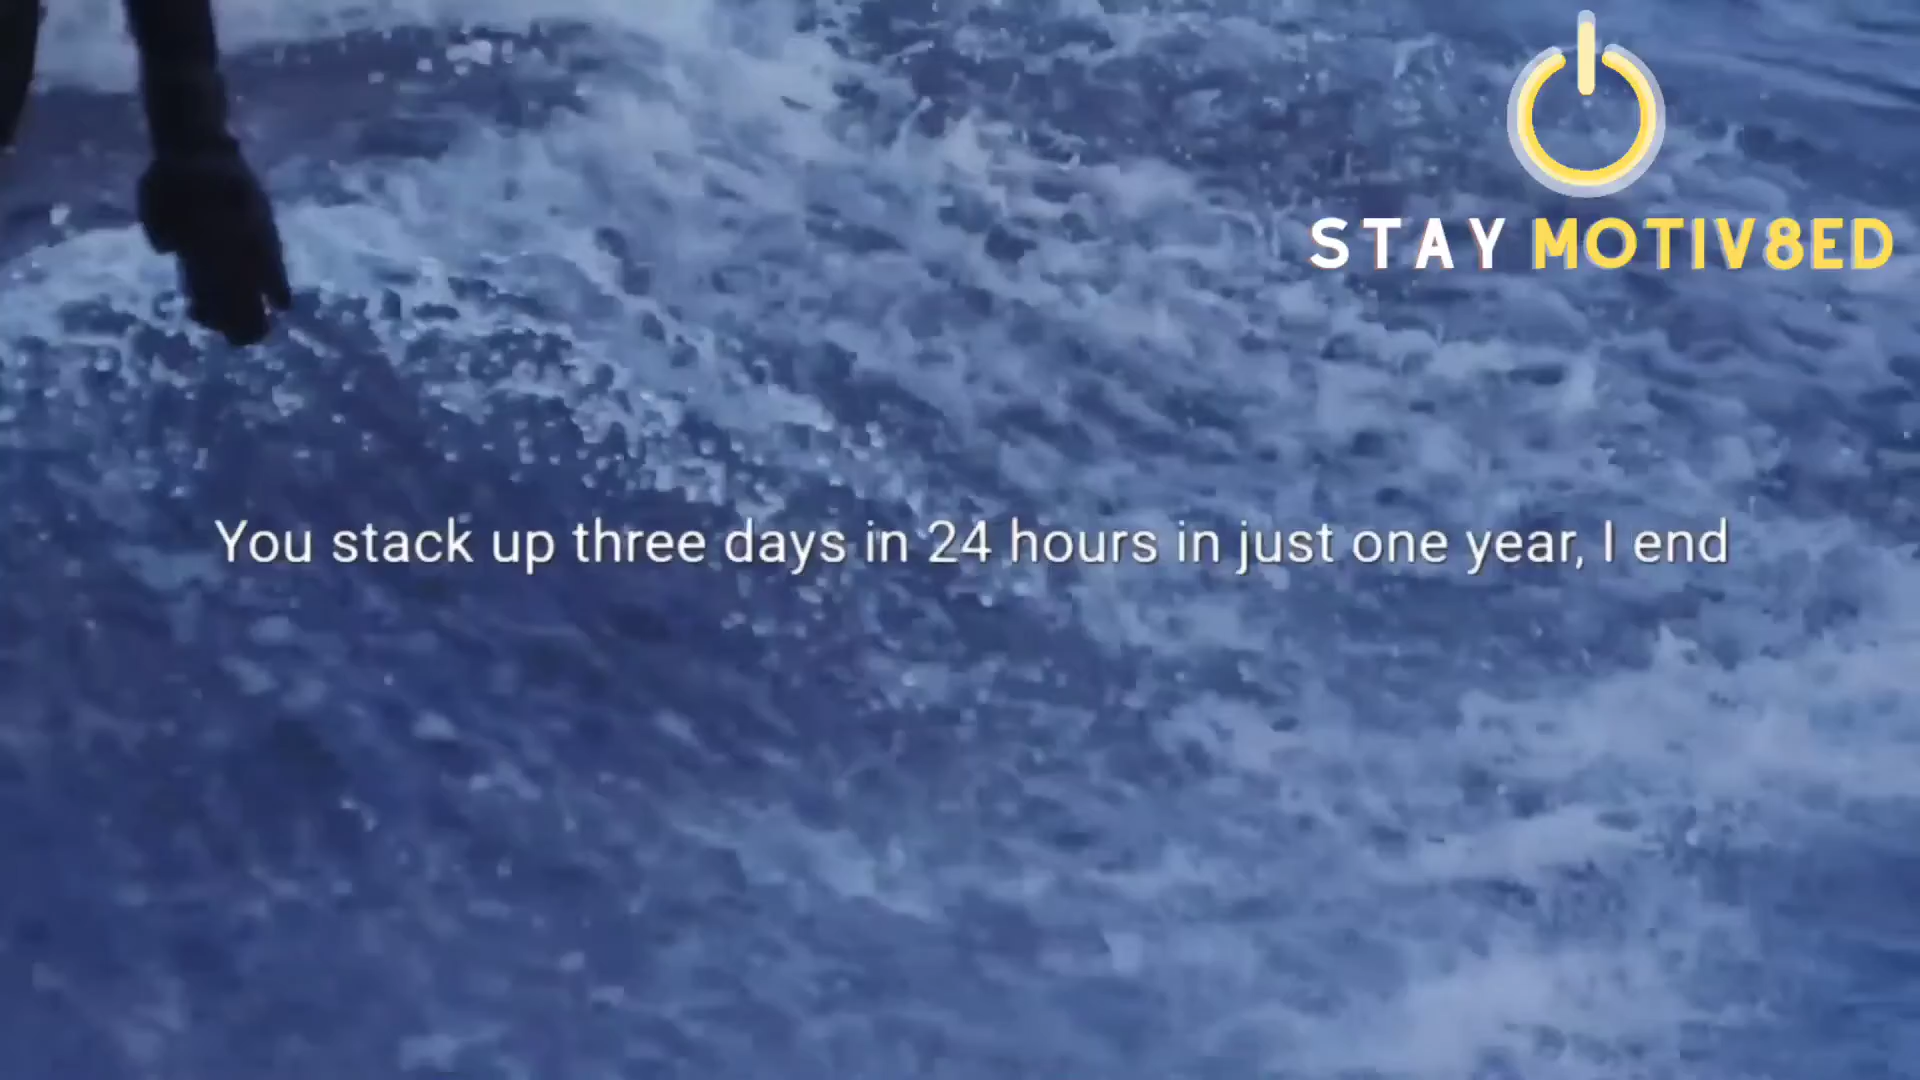 STAY MOTIV8ED
You stack up three days in 24 hours in just one year, I end